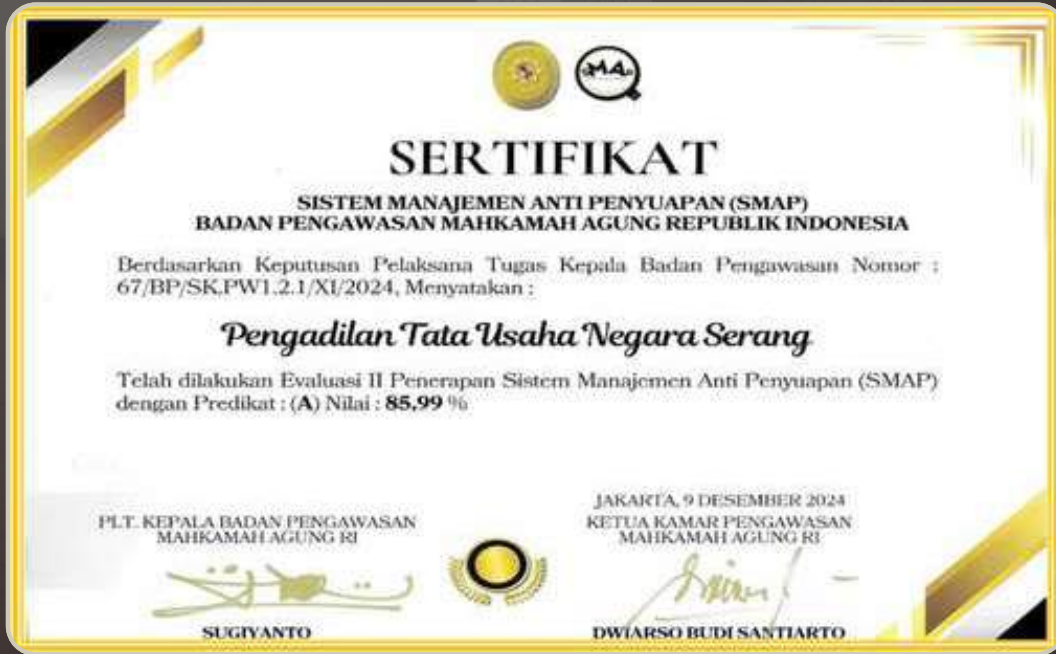 MA
SERTIFIKAT
SISTEM MANAJEMEN ANTI PENYUAPAN (SMAP)
BADAN PENGAWASAN MAHKAMAH AGUNG REPUBLIK INDONESIA
Berdasarkan Keputusan Pelaksana Tugas Kepala Badan Pengawasan Nomor :
67/BP/SK.PW1.2.1/XI/2024, Menyatakan :
Pengadilan Tata Usaha Negara Serang
Telah dilakukan Evaluasi II Penerapan Sistem Manajemen Anti Penyuapan (SMAP)
dengan Predikat : (A) Nilai : 85,99 %
JAKARTA, 9 DESEMBER 2024
PLT. KEPALA BADAN PENGAWASAN
MAHKAMAH AGUNG RI
KETUA KAMAR PENGAWASAN
MAHKAMAH AGUNG RI
SUGIYANTO
DWIARSO BUDI SANTIARTO